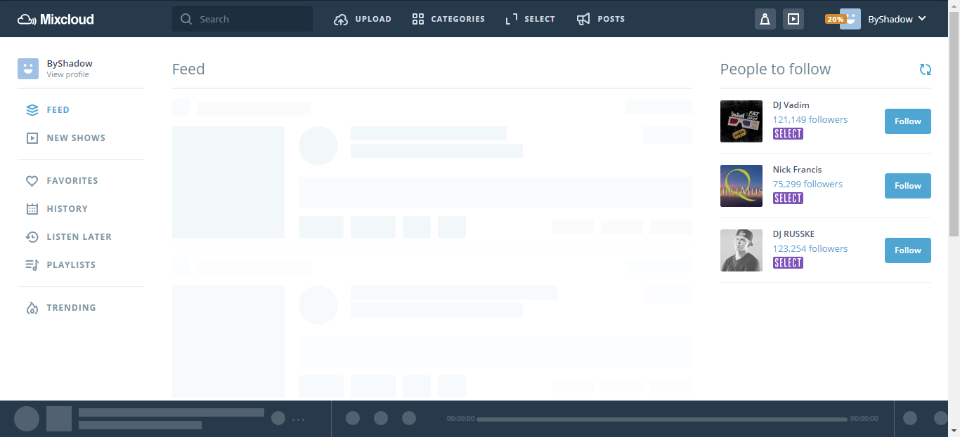 Mixcloud
Search
UPLOAD
CATEGORIES
SELECT
POSTS
20%
ByShadow
ByShadow
View profile
FEED
NEW SHOWS
FAVORITES
HISTORY
LISTEN LATER
PLAYLISTS
TRENDING
Feed
People to follow
DJ Vadim
121,149 followers
SELECT
Follow
Nick Francis
75,299 followers
SELECT
Follow
DJ RUSSKE
123,254 followers
SELECT
Follow
00:00:00
00:00:00